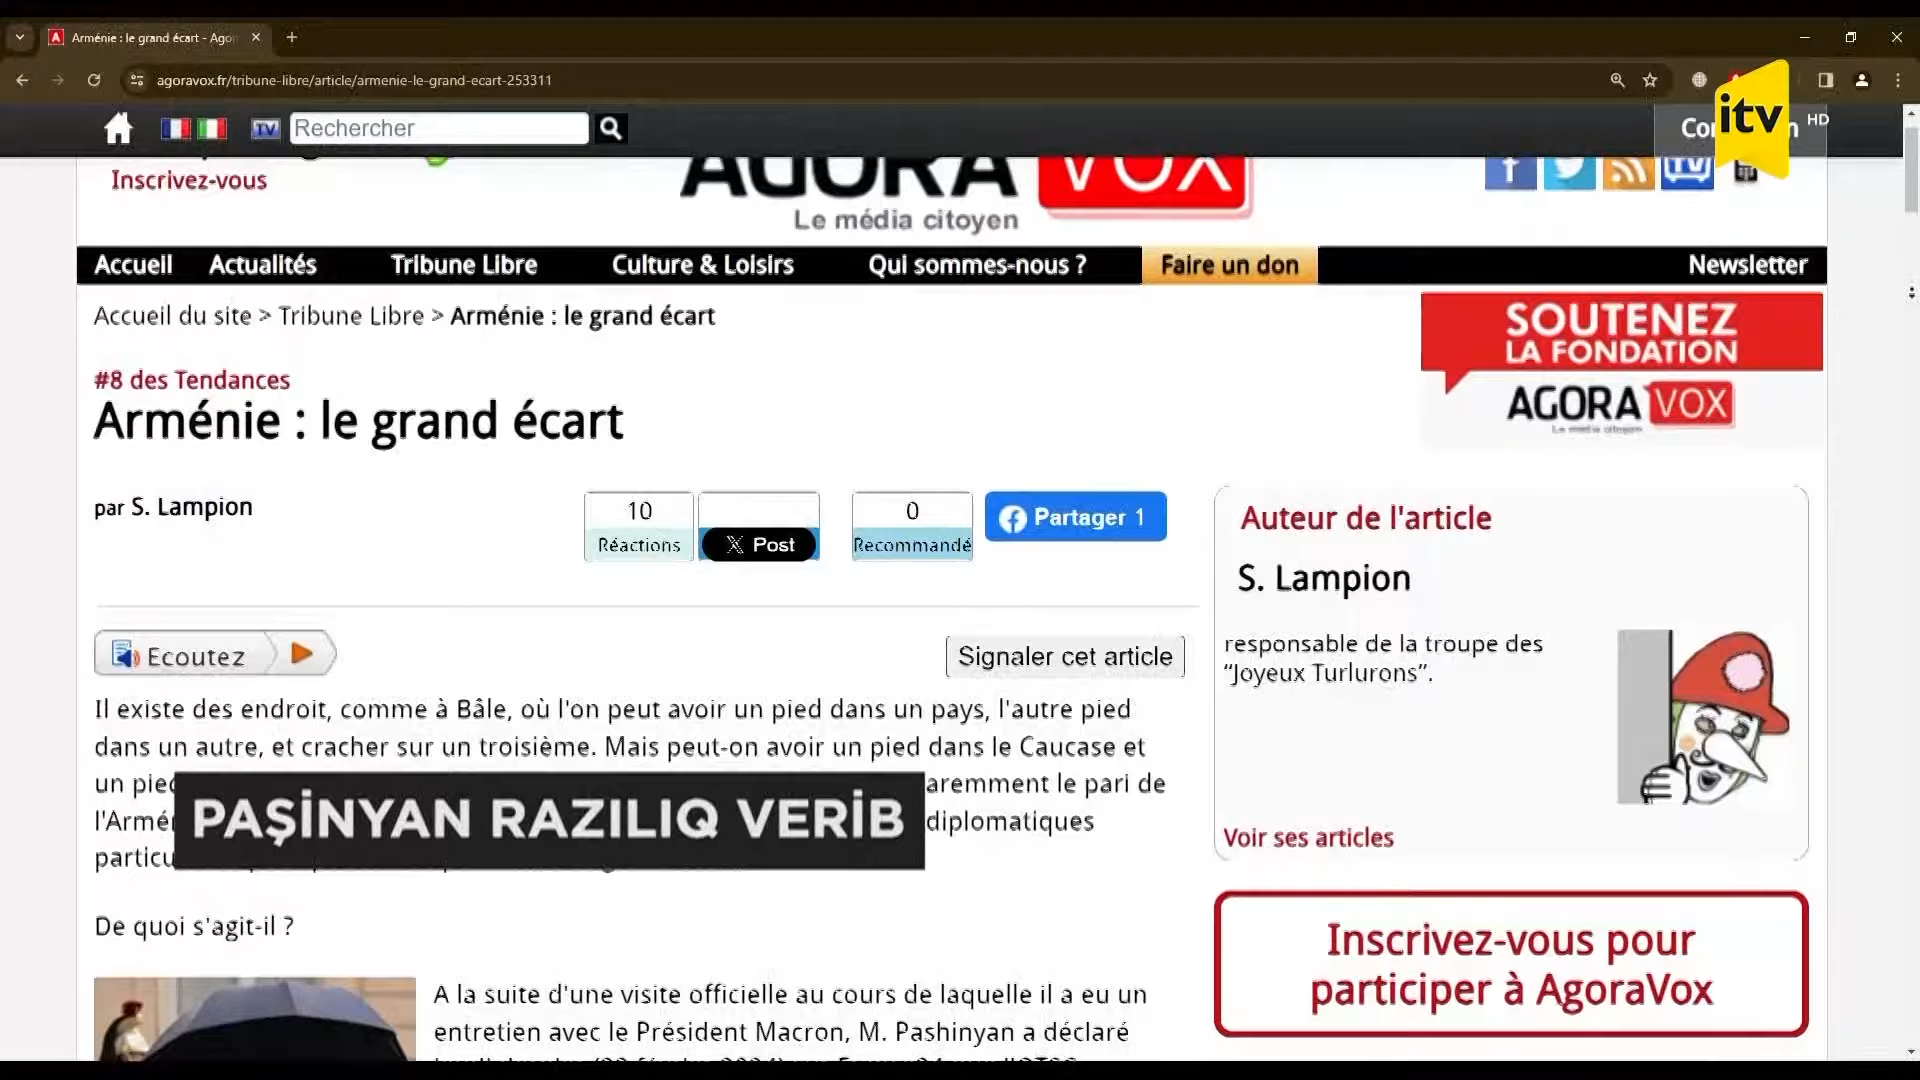 Arménie : le grand écart - Agor
agoravox.fr/tribune-libre/article/armenie-le-grand-ecart-253311
itv HD
TV
Rechercher
Inscrivez-vous
AGORA VOX
Le média citoyen
Accueil Actualités Tribune Libre Culture & Loisirs Qui sommes-nous ? Faire un don Newsletter
Accueil du site > Tribune Libre > Arménie : le grand écart
SOUTENEZ
LA FONDATION
AGORA VOX
Le média citoyen
#8 des Tendances
Arménie : le grand écart
par S. Lampion
10
Réactions
X Post
0
Recommandé
Partager 1
Auteur de l'article
S. Lampion
responsable de la troupe des
“Joyeux Turlurons”.
Voir ses articles
Ecoutez
Signaler cet article
Il existe des endroit, comme à Bâle, où l'on peut avoir un pied dans un pays, l'autre pied
dans un autre, et cracher sur un troisième. Mais peut-on avoir un pied dans le Caucase et
un aremment le pari de
diplomatiques
PAŞİNYAN RAZILIQ VERİB
De quoi s'agit-il ?
A la suite d'une visite officielle au cours de laquelle il a eu un
entretien avec le Président Macron, M. Pashinyan a déclaré
Inscrivez-vous pour
participer à AgoraVox